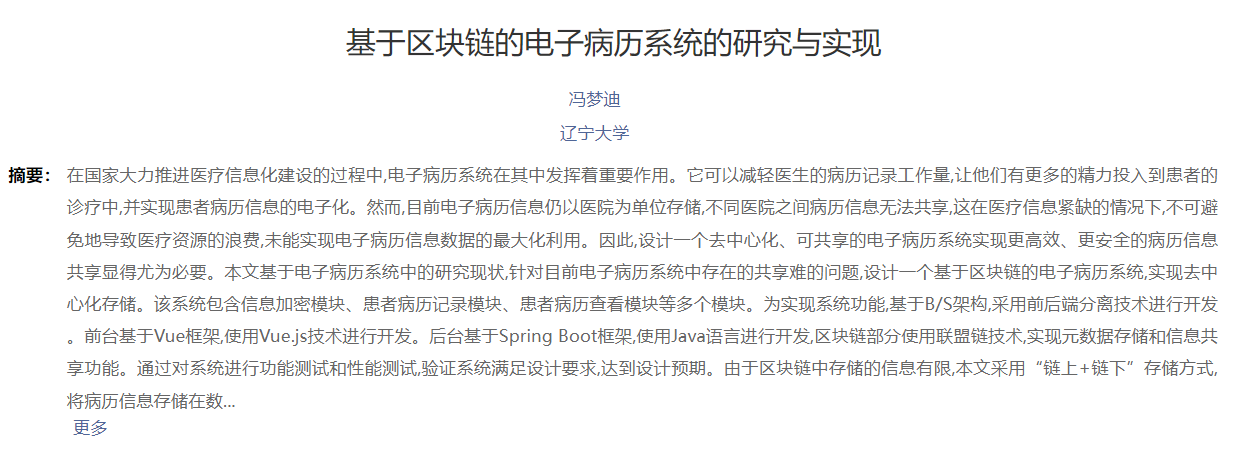 基于区块链的电子病历系统的研究与实现
冯梦迪
辽宁大学
摘要： 在国家大力推进医疗信息化建设的过程中,电子病历系统在其中发挥着重要作用。它可以减轻医生的病历记录工作量,让他们有更多的精力投入到患者的
诊疗中,并实现患者病历信息的电子化。然而,目前电子病历信息仍以医院为单位存储,不同医院之间病历信息无法共享,这在医疗信息紧缺的情况下,不可避
免地导致医疗资源的浪费,未能实现电子病历信息数据的最大化利用。因此,设计一个去中心化、可共享的电子病历系统实现更高效、更安全的病历信息
共享显得尤为必要。本文基于电子病历系统中的研究现状,针对目前电子病历系统中存在的共享难的问题,设计一个基于区块链的电子病历系统,实现去中
心化存储。该系统包含信息加密模块、患者病历记录模块、患者病历查看模块等多个模块。为实现系统功能,基于B/S架构,采用前后端分离技术进行开发
。前台基于Vue框架,使用Vue.js技术进行开发。后台基于Spring Boot框架,使用Java语言进行开发,区块链部分使用联盟链技术,实现元数据存储和信息共
享功能。通过对系统进行功能测试和性能测试,验证系统满足设计要求,达到设计预期。由于区块链中存储的信息有限,本文采用“链上+链下”存储方式,
将病历信息存储在数...
更多